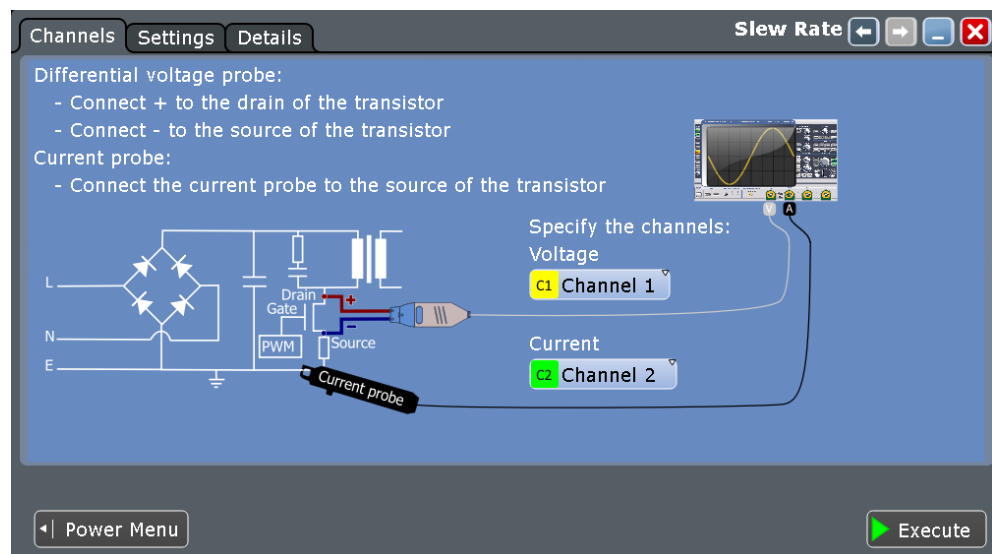 Channels Settings Details Slew Rate
Differential voltage probe:
- Connect + to the drain of the transistor
- Connect - to the source of the transistor
Current probe:
- Connect the current probe to the source of the transistor
V A
Specify the channels:
Voltage
C1 Channel 1
L
Drain +
Gate
N
PWM
- Source
Current
E
C2 Channel 2
Current probe
Power Menu
Execute